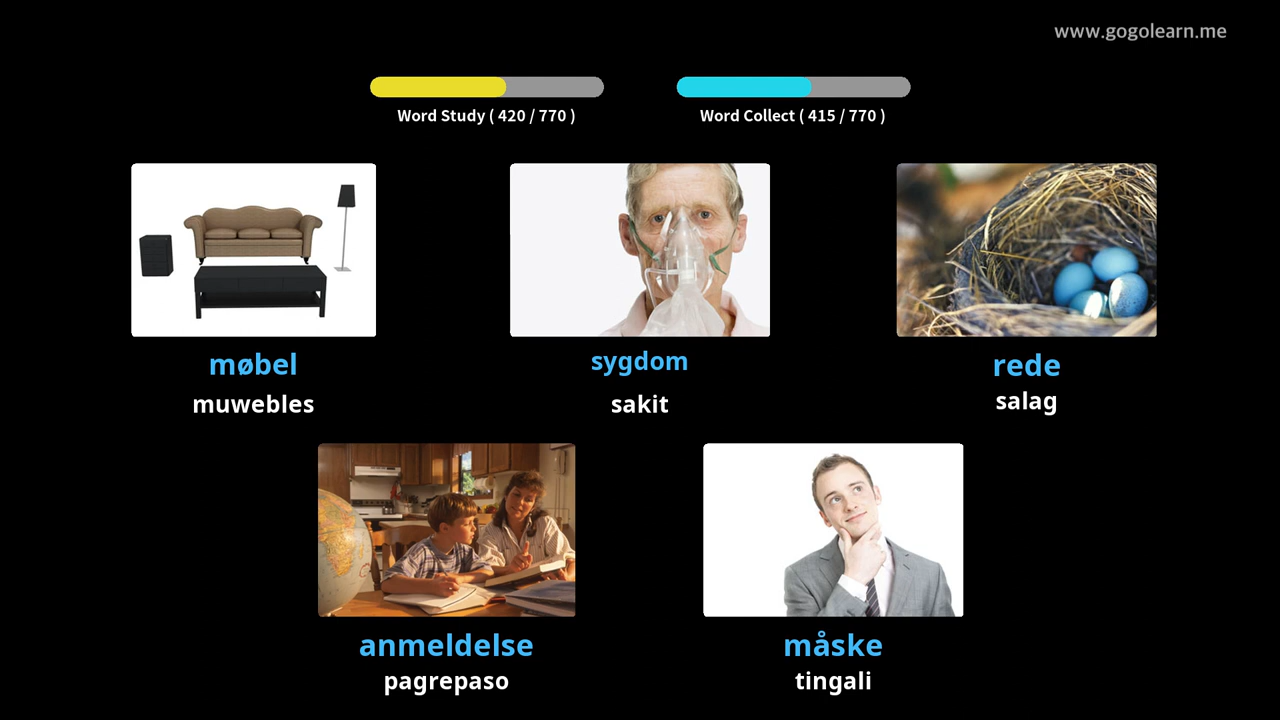 www.gogolearn.me
Word Study ( 420 / 770 )
Word Collect ( 415 / 770 )
møbel
muwebles
sygdom
sakit
rede
salag
anmeldelse
pagrepaso
måske
tingali